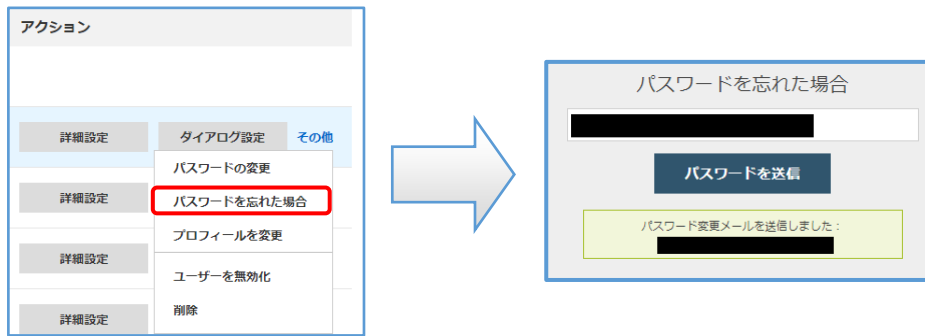 アクション
詳細設定 ダイアログ設定 その他
パスワードの変更
詳細設定 パスワードを忘れた場合
プロフィールを変更
詳細設定
ユーザーを無効化
詳細設定 削除
パスワードを忘れた場合
パスワードを送信
パスワード変更メールを送信しました：